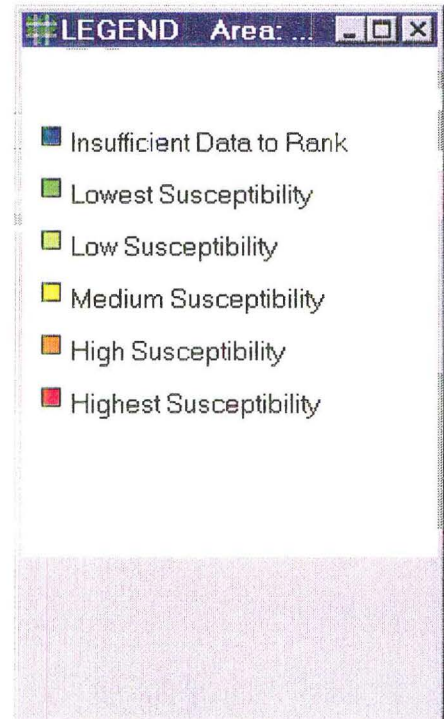 LEGEND Area: ...
Insufficient Data to Rank
Lowest Susceptibility
Low Susceptibility
Medium Susceptibility
High Susceptibility
Highest Susceptibility